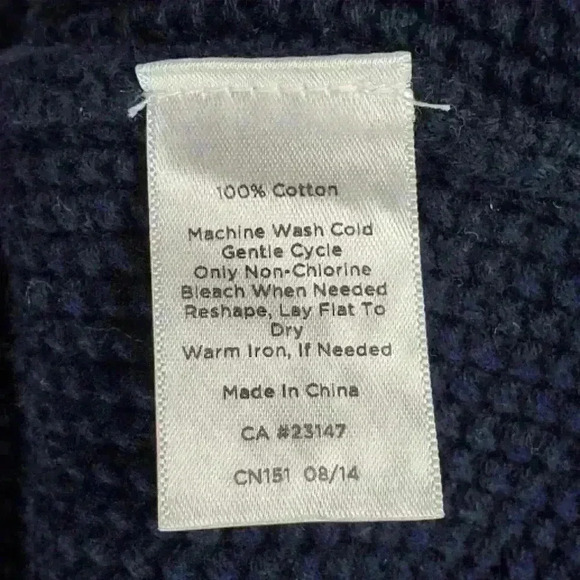 100% Cotton
Machine Wash Cold
Gentle Cycle
Only Non-Chlorine
Bleach When Needed
Reshape, Lay Flat To
Dry
Warm Iron, If Needed
Made In China
CA #23147
CN151 08/14